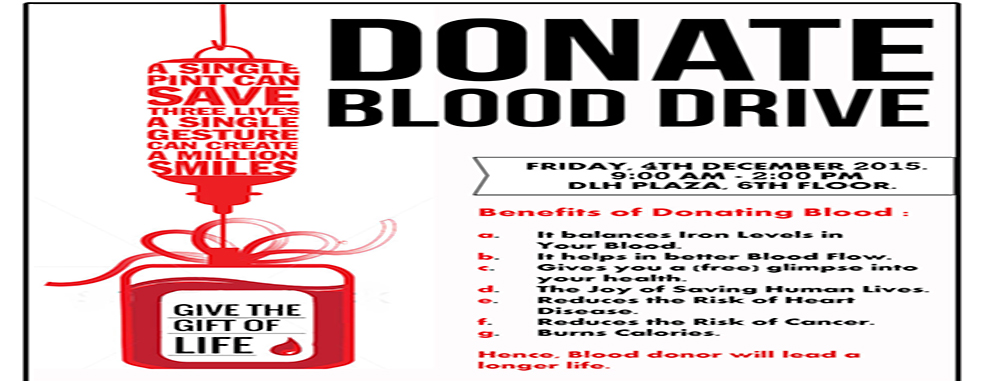 DONATE
BLOOD DRIVE
A SINGLE
PINT CAN
SAVE
THREE LIVES
A SINGLE
GESTURE
CAN CREATE
A MILLION
SMILES
GIVE THE
GIFT OF
LIFE
FRIDAY, 4TH DECEMBER 2015.
9:00 AM - 2:00 PM
DLH PLAZA, 6TH FLOOR.
Benefits of Donating Blood :
a. It balances Iron Levels in
Your Blood.
b. It helps in better Blood Flow.
c. Gives you a (free) glimpse into
your health.
d. The Joy of Saving Human Lives.
e. Reduces the Risk of Heart
Disease.
f. Reduces the Risk of Cancer.
g. Burns Calories.
Hence, Blood donor will lead a
longer life.